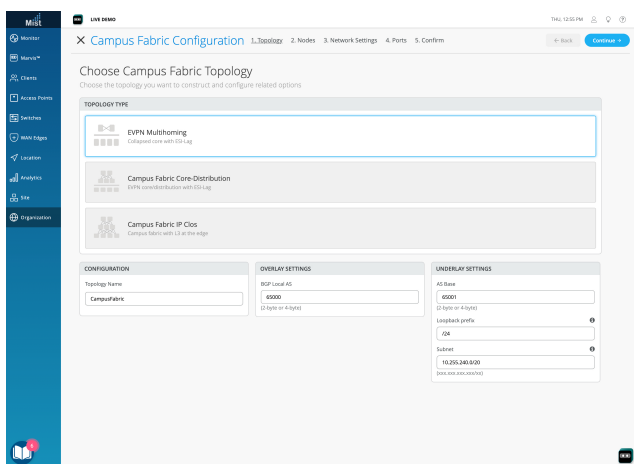 Mist
LIVE DEMO
THU, 12:55 PM
Monitor
Marvis™
Clients
Access Points
Switches
WAN Edges
Location
Analytics
Site
Organization
Campus Fabric Configuration 1. Topology 2. Nodes 3. Network Settings 4. Ports 5. Confirm
← Back
Continue →
Choose Campus Fabric Topology
Choose the topology you want to construct and configure related options
TOPOLOGY TYPE
EVPN Multihoming
Collapsed core with ESI-Lag
Campus Fabric Core-Distribution
EVPN core/distribution with ESI-Lag
Campus Fabric IP Clos
Campus fabric with L3 at the edge
CONFIGURATION
Topology Name
CampusFabric
OVERLAY SETTINGS
BGP Local AS
65000
(2-byte or 4-byte)
UNDERLAY SETTINGS
AS Base
65001
(2-byte or 4-byte)
Loopback prefix
/24
Subnet
10.255.240.0/20
(xxx.xxx.xxx.xxx/xx)